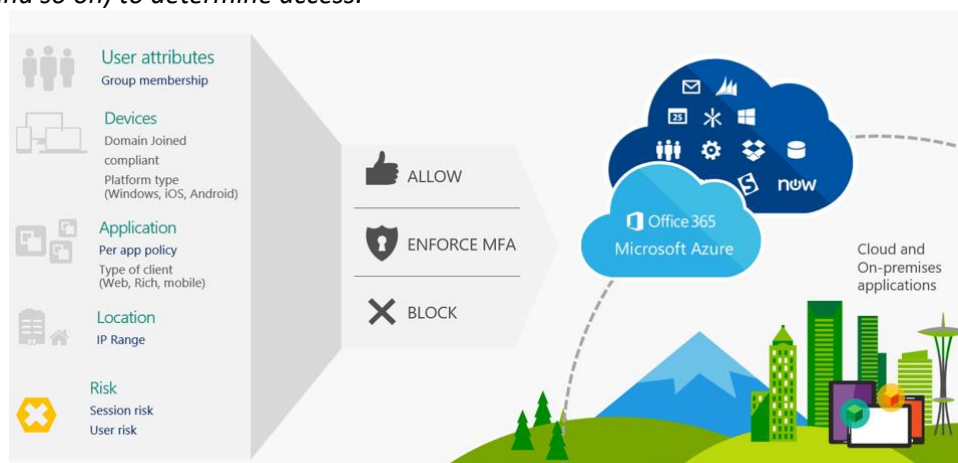 and so on) to determine access.
User attributes
Group membership
Devices
Domain Joined
compliant
Platform type
(Windows, iOS, Android)
Application
Per app policy
Type of client
(Web, Rich, mobile)
Location
IP Range
Risk
Session risk
User risk
ALLOW
ENFORCE MFA
BLOCK
25
S
now
Office 365
Microsoft Azure
Cloud and
On-premises
applications